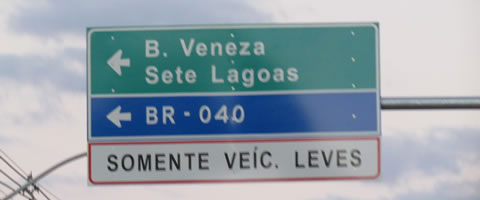 B. Veneza
Sete Lagoas
BR - 040
SOMENTE VEÍC. LEVES